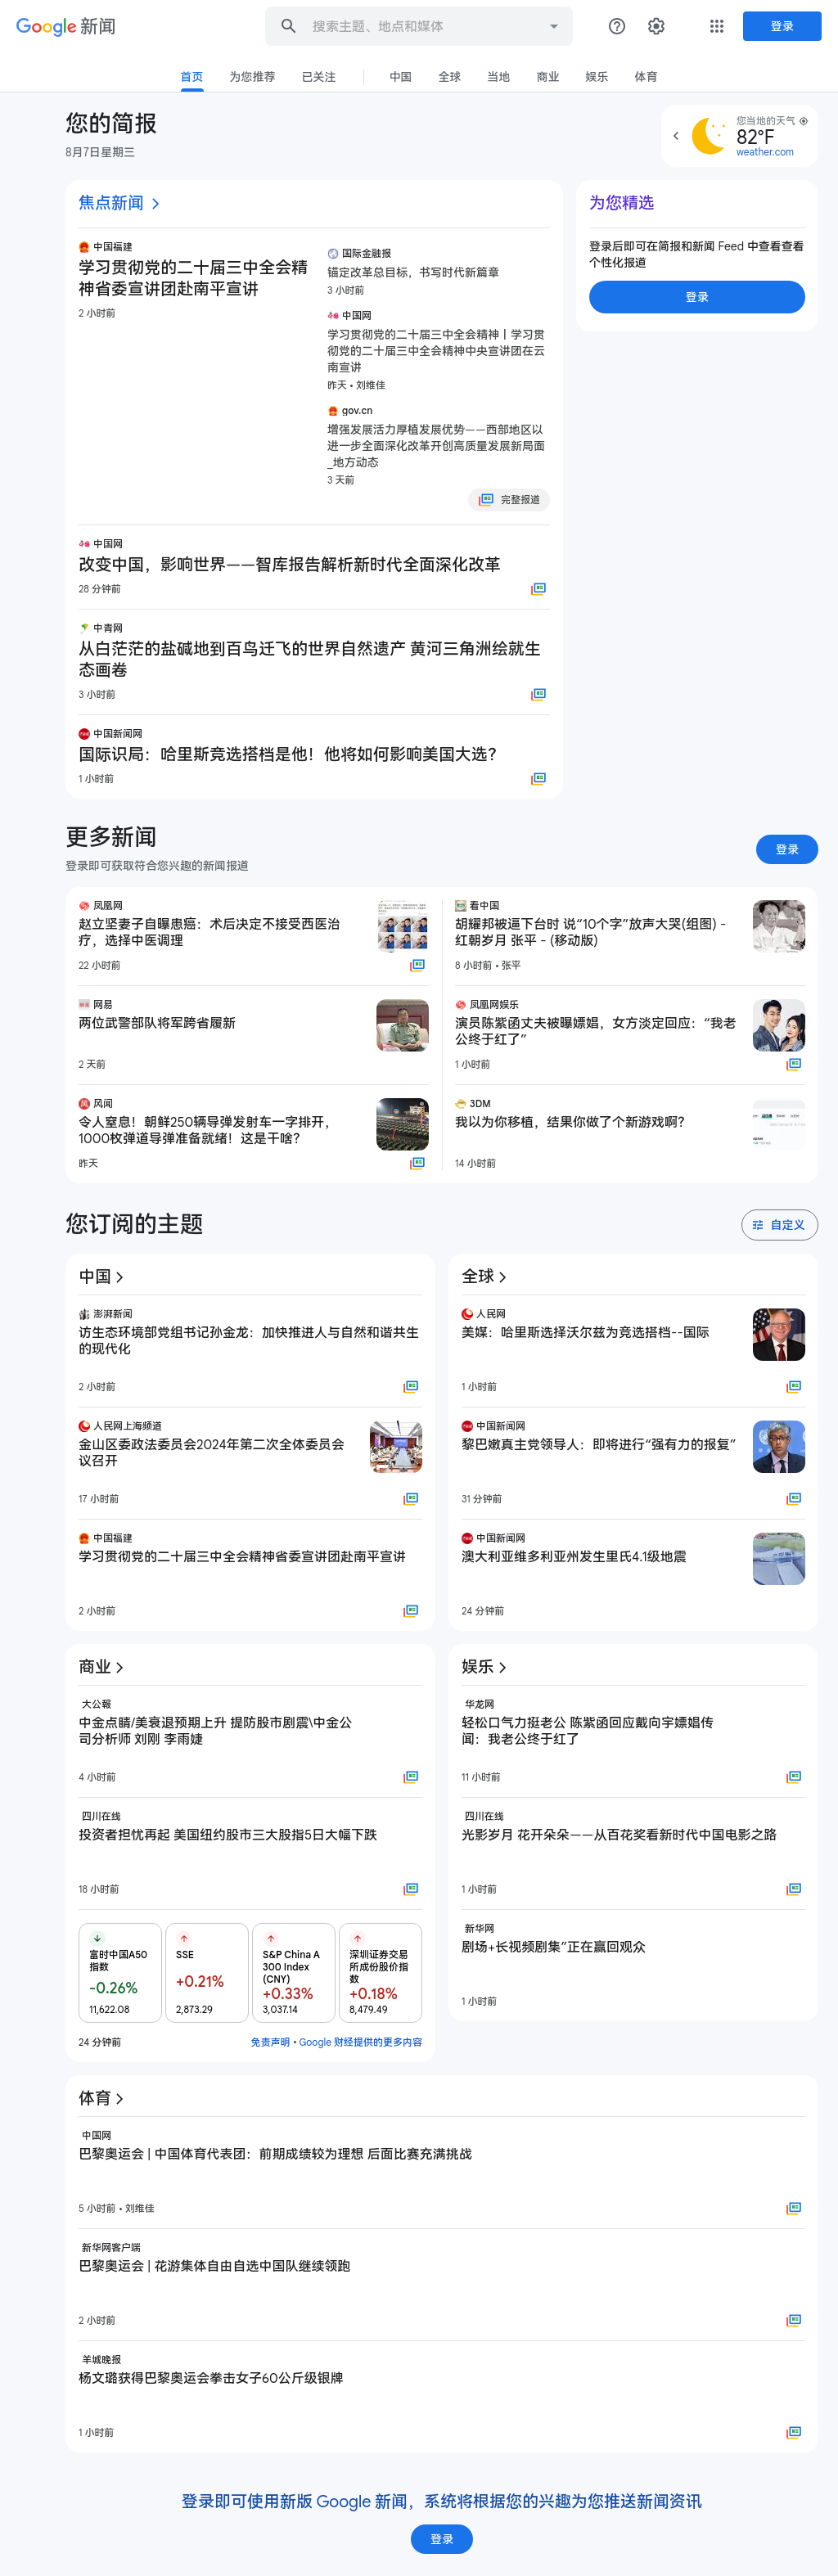 Google 新闻
搜索主题、地点和媒体
登录
首页
为您推荐
已关注
中国
全球
当地
商业
娱乐
体育
您的简报
8月7日星期三
您当地的天气
82°F
weather.com
焦点新闻
中国福建
学习贯彻党的二十届三中全会精
神省委宣讲团赴南平宣讲
2 小时前
国际金融报
锚定改革总目标，书写时代新篇章
3 小时前
中国网
学习贯彻党的二十届三中全会精神丨学习贯
彻党的二十届三中全会精神中央宣讲团在云
南宣讲
昨天 • 刘维佳
gov.cn
增强发展活力厚植发展优势——西部地区以
进一步全面深化改革开创高质量发展新局面
_地方动态
3 天前
完整报道
中国网
改变中国，影响世界——智库报告解析新时代全面深化改革
28 分钟前
中青网
从白茫茫的盐碱地到百鸟迁飞的世界自然遗产 黄河三角洲绘就生
态画卷
3 小时前
中国新闻网
国际识局：哈里斯竞选搭档是他！他将如何影响美国大选？
1 小时前
为您精选
登录后即可在简报和新闻 Feed 中查看查看
个性化报道
登录
更多新闻
登录即可获取符合您兴趣的新闻报道
登录
凤凰网
赵立坚妻子自曝患癌：术后决定不接受西医治
疗，选择中医调理
22 小时前
看中国
胡耀邦被逼下台时 说“10个字”放声大哭(组图) -
红朝岁月 张平 - (移动版)
8 小时前 • 张平
网易
两位武警部队将军跨省履新
2 天前
凤凰网娱乐
演员陈紫函丈夫被曝嫖娼，女方淡定回应：“我老
公终于红了”
1 小时前
风闻
令人窒息！朝鲜250辆导弹发射车一字排开，
1000枚弹道导弹准备就绪！这是干啥？
昨天
3DM
我以为你移植，结果你做了个新游戏啊？
14 小时前
您订阅的主题
自定义
中国
澎湃新闻
访生态环境部党组书记孙金龙：加快推进人与自然和谐共生
的现代化
2 小时前
人民网上海频道
金山区委政法委员会2024年第二次全体委员会
议召开
17 小时前
中国福建
学习贯彻党的二十届三中全会精神省委宣讲团赴南平宣讲
2 小时前
全球
人民网
美媒：哈里斯选择沃尔兹为竞选搭档--国际
1 小时前
中国新闻网
黎巴嫩真主党领导人：即将进行“强有力的报复”
31 分钟前
中国新闻网
澳大利亚维多利亚州发生里氏4.1级地震
24 分钟前
商业
大公報
中金点睛/美衰退预期上升 提防股市剧震\中金公
司分析师 刘刚 李雨婕
4 小时前
四川在线
投资者担忧再起 美国纽约股市三大股指5日大幅下跌
18 小时前
富时中国A50
指数
-0.26%
11,622.08
SSE
+0.21%
2,873.29
S&P China A
300 Index
(CNY)
+0.33%
3,037.14
深圳证券交易
所成份股价指
数
+0.18%
8,479.49
24 分钟前
免责声明 • Google 财经提供的更多内容
娱乐
华龙网
轻松口气力挺老公 陈紫函回应戴向宇嫖娼传
闻：我老公终于红了
11 小时前
四川在线
光影岁月 花开朵朵——从百花奖看新时代中国电影之路
1 小时前
新华网
剧场+长视频剧集”正在赢回观众
1 小时前
体育
中国网
巴黎奥运会 | 中国体育代表团：前期成绩较为理想 后面比赛充满挑战
5 小时前 • 刘维佳
新华网客户端
巴黎奥运会 | 花游集体自由自选中国队继续领跑
2 小时前
羊城晚报
杨文璐获得巴黎奥运会拳击女子60公斤级银牌
1 小时前
登录即可使用新版 Google 新闻，系统将根据您的兴趣为您推送新闻资讯
登录